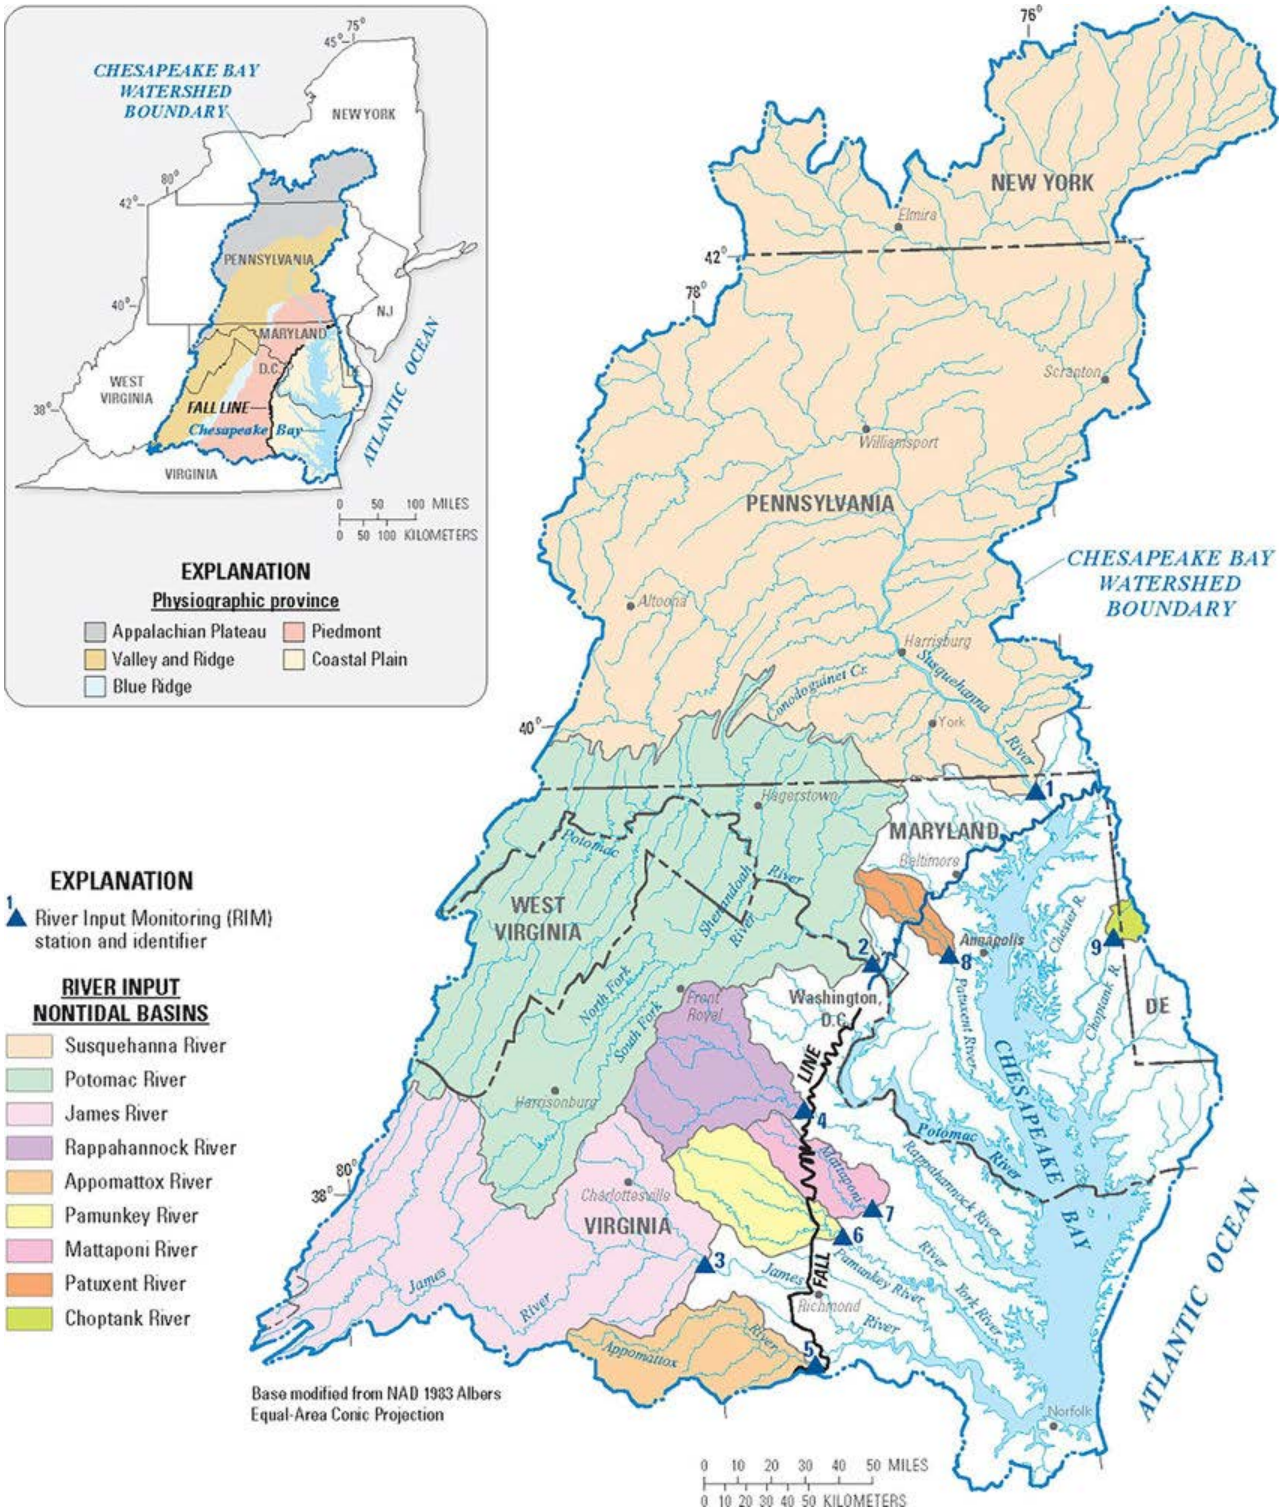 75°
45°
CHESAPEAKE BAY
WATERSHED
BOUNDARY
NEW YORK
80°
42°
PENNSYLVANIA
40°
NJ
MARYLAND
D.C.
DE
WEST
VIRGINIA
38°
FALL LINE
Chesapeake Bay
ATLANTIC OCEAN
VIRGINIA
0 50 100 MILES
0 50 100 KILOMETERS
EXPLANATION
Physiographic province
Appalachian Plateau
Piedmont
Valley and Ridge
Coastal Plain
Blue Ridge
76°
NEW YORK
Elmira
42°
78°
Scranton
Williamsport
PENNSYLVANIA
CHESAPEAKE BAY
WATERSHED
BOUNDARY
Altoona
Harrisburg
Susquehanna
River
Conodoguinet Cr.
York
40°
1
Hagerstown
MARYLAND
Baltimore
Potomac
River
Shenandoah
River
WEST
VIRGINIA
2
8
Annapolis
Chester R.
9
Choptank R.
DE
North Fork
South Fork
Front
Royal
Washington,
D.C.
Patuxent River
CHESAPEAKE
BAY
FALL
LINE
Harrisonburg
4
Potomac
River
Rappahannock River
Mattaponi
River
7
80°
38°
Charlottesville
VIRGINIA
6
Pamunkey River
York River
3
James
River
James
River
Richmond
Appomattox
River
5
Norfolk
ATLANTIC OCEAN
EXPLANATION
1
River Input Monitoring (RIM)
station and identifier
RIVER INPUT
NONTIDAL BASINS
Susquehanna River
Potomac River
James River
Rappahannock River
Appomattox River
Pamunkey River
Mattaponi River
Patuxent River
Choptank River
Base modified from NAD 1983 Albers
Equal-Area Conic Projection
0 10 20 30 40 50 MILES
0 10 20 30 40 50 KILOMETERS